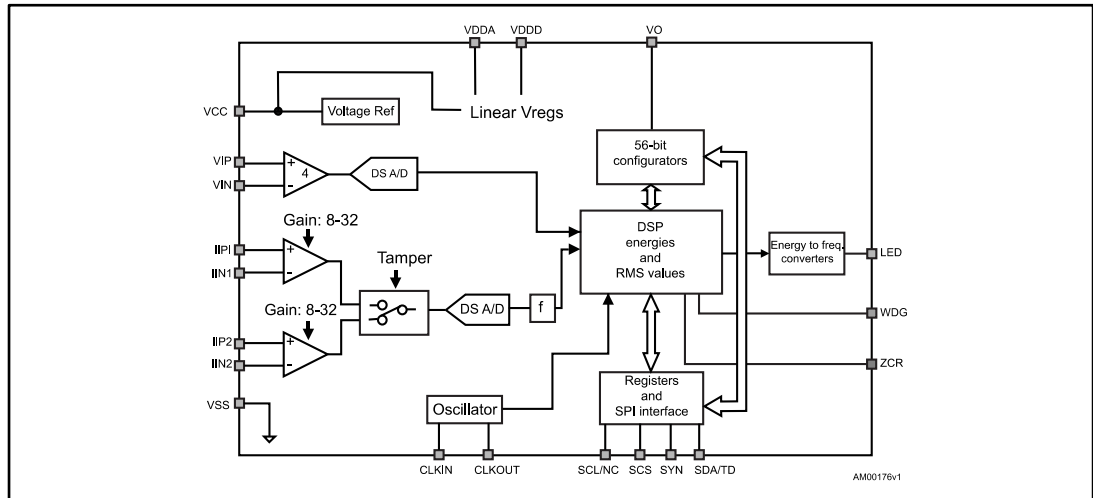 VDDA
VDDD
VO
VCC
Voltage Ref
Linear Vregs
56-bit
configurators
VIP
VIN
+
4
-
DS A/D
Gain: 8-32
IIPI
IIN1
+
-
Tamper
DSP
energies
and
RMS values
Energy to freq.
converters
LED
Gain: 8-32
DS A/D
f
WDG
IIP2
IIN2
+
-
ZCR
VSS
Oscillator
Registers
and
SPI interface
CLKIN
CLKOUT
SCL/NC
SCS
SYN
SDA/TD
AM00176v1